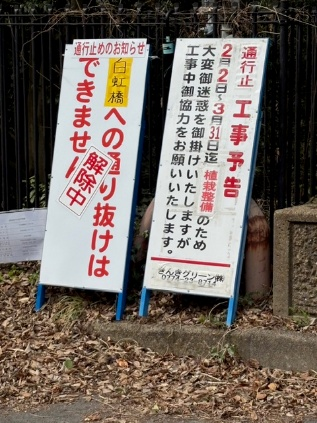 通行止めのお知らせ
白虹橋
への通り抜けは
できません
解除中
通行止 工事予告
2月2日~3月31日迄 植栽整備のため
大変御迷惑を御掛けいたしますが
工事中御協力をお願いいたします。
さんきグリーン㈱